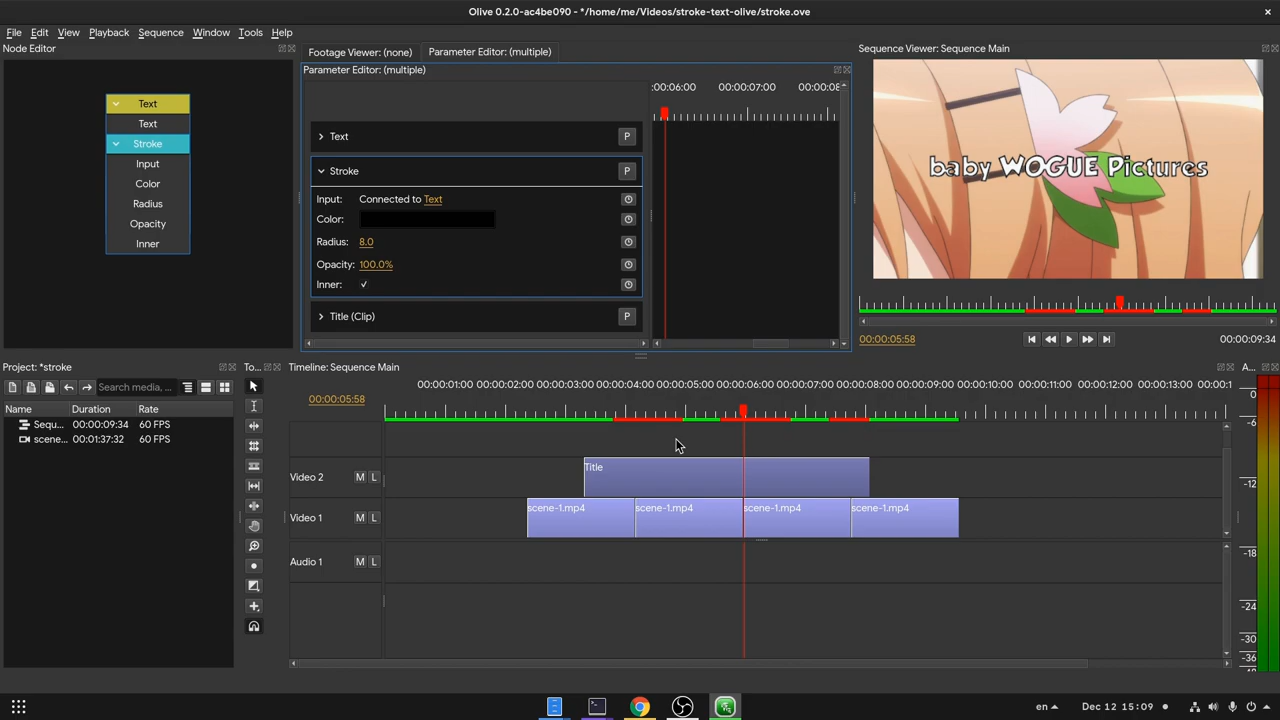 Olive 0.2.0-ac4be090 - */home/me/Videos/stroke-text-olive/stroke.ove
File Edit View Playback Sequence Window Tools Help
Node Editor
Text
Text
Stroke
Input
Color
Radius
Opacity
Inner
Footage Viewer: (none) Parameter Editor: (multiple)
Parameter Editor: (multiple)
:00:06:00 00:00:07:00 00:00:08
Text P
Stroke P
Input: Connected to Text
Color:
Radius: 8.0
Opacity: 100.0%
Inner: ✓
Title (Clip) P
Sequence Viewer: Sequence Main
baby WOGUE Pictures
00:00:05:58 00:00:09:34
Project: *stroke
Search media, ...
Name Duration Rate
Sequ... 00:00:09:34 60 FPS
scene... 00:01:37:32 60 FPS
To...
Timeline: Sequence Main
00:00:05:58
00:00:01:00 00:00:02:00 00:00:03:00 00:00:04:00 00:00:05:00 00:00:06:00 00:00:07:00 00:00:08:00 00:00:09:00 00:00:10:00 00:00:11:00 00:00:12:00 00:00:13:00 00:00:1
Video 2 M L
Title
Video 1 M L
scene-1.mp4 scene-1.mp4 scene-1.mp4 scene-1.mp4
Audio 1 M L
A...
0
-6
-12
-18
-24
-30
-36
en Dec 12 15:09